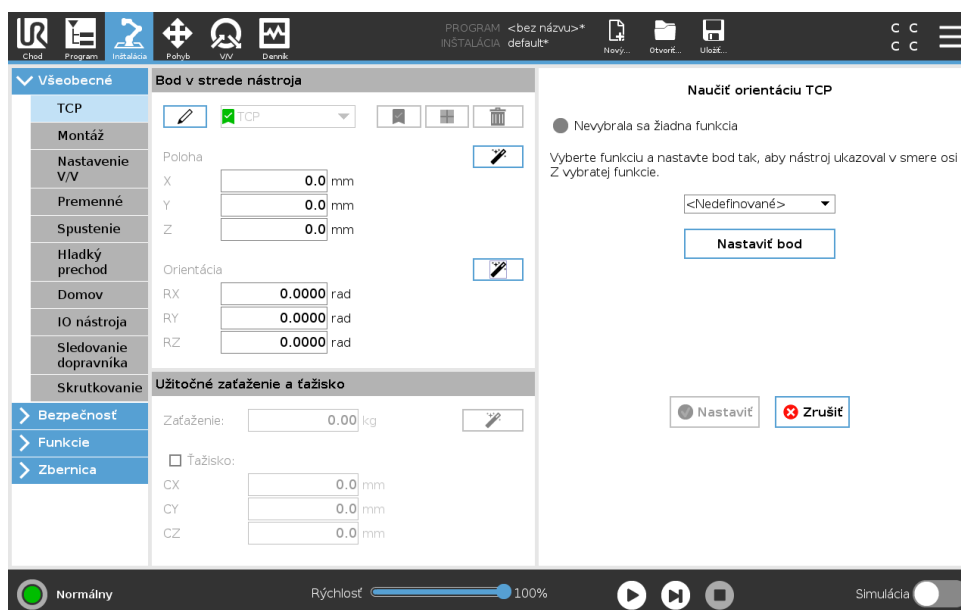 UR
Chod
Program
Inštalácia
Pohyb
V/V
Denník
PROGRAM <bez názvu>*
INŠTALÁCIA default*
Nový...
Otvoriť...
Uložiť...
C C
C C
Všeobecné
TCP
Montáž
Nastavenie
V/V
Premenné
Spustenie
Hladký
prechod
Domov
IO nástroja
Sledovanie
dopravníka
Skrutkovanie
Bezpečnosť
Funkcie
Zbernica
Bod v strede nástroja
TCP
Poloha
X 0.0 mm
Y 0.0 mm
Z 0.0 mm
Orientácia
RX 0.0000 rad
RY 0.0000 rad
RZ 0.0000 rad
Užitočné zaťaženie a ťažisko
Zaťaženie: 0.00 kg
Ťažisko:
CX 0.0 mm
CY 0.0 mm
CZ 0.0 mm
Naučiť orientáciu TCP
Nevybrala sa žiadna funkcia
Vyberte funkciu a nastavte bod tak, aby nástroj ukazoval v smere osi
Z vybratej funkcie.
<Nedefinované>
Nastaviť bod
Nastaviť
Zrušiť
Normálny
Rýchlosť 100%
Simulácia